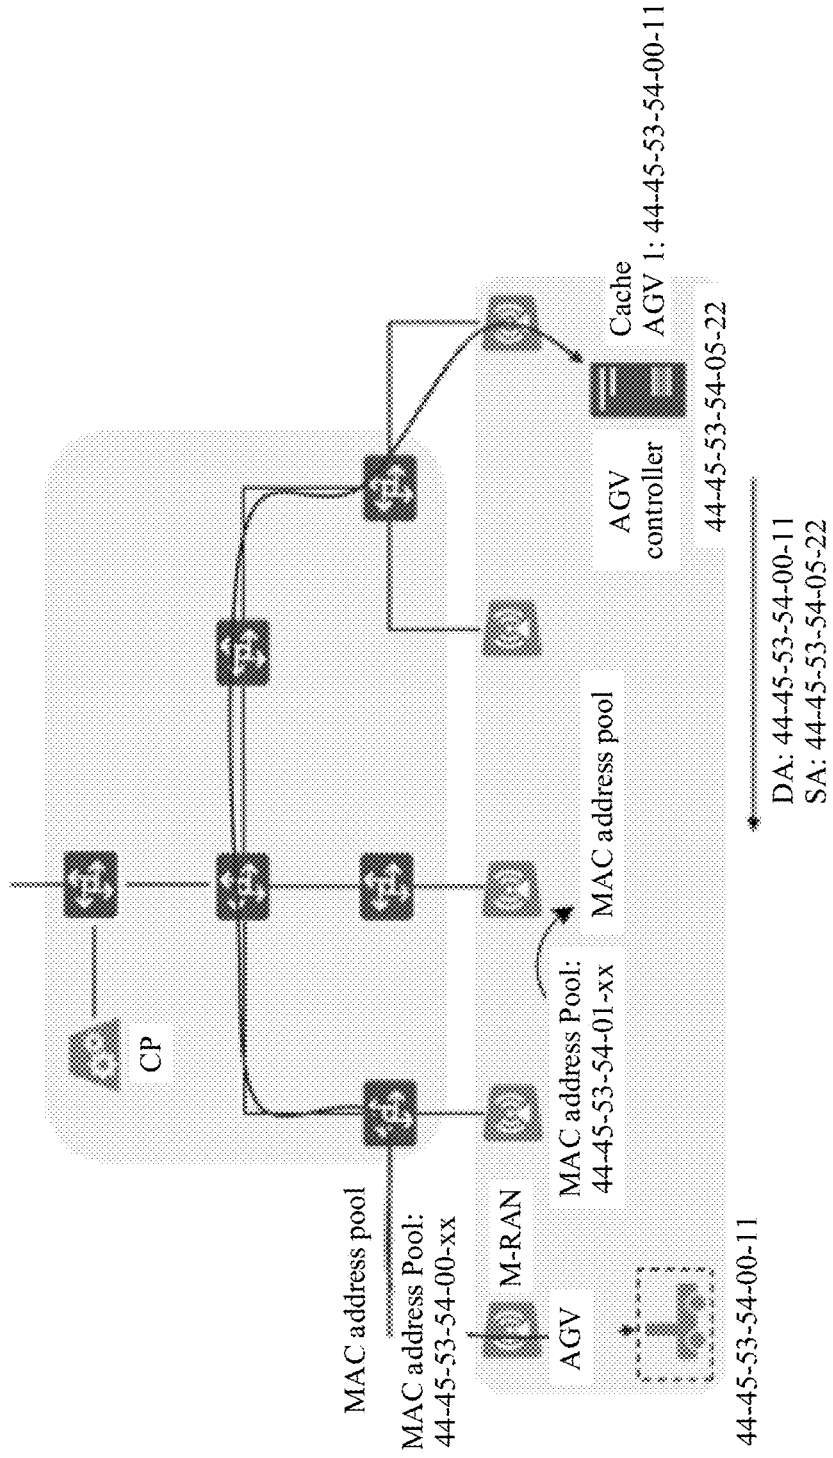 CP
MAC address pool
MAC address Pool:
44-45-53-54-00-xx
M-RAN
AGV
44-45-53-54-00-11
MAC address Pool:
44-45-53-54-01-xx
MAC address pool
AGV
controller
44-45-53-54-05-22
Cache
AGV 1: 44-45-53-54-00-11
DA: 44-45-53-54-00-11
SA: 44-45-53-54-05-22